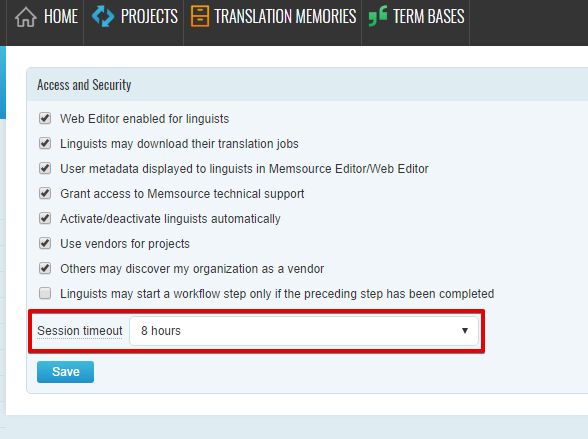 HOME PROJECTS TRANSLATION MEMORIES TERM BASES
Access and Security
Web Editor enabled for linguists
Linguists may download their translation jobs
User metadata displayed to linguists in Memsource Editor/Web Editor
Grant access to Memsource technical support
Activate/deactivate linguists automatically
Use vendors for projects
Others may discover my organization as a vendor
Linguists may start a workflow step only if the preceding step has been completed
Session timeout 8 hours
Save